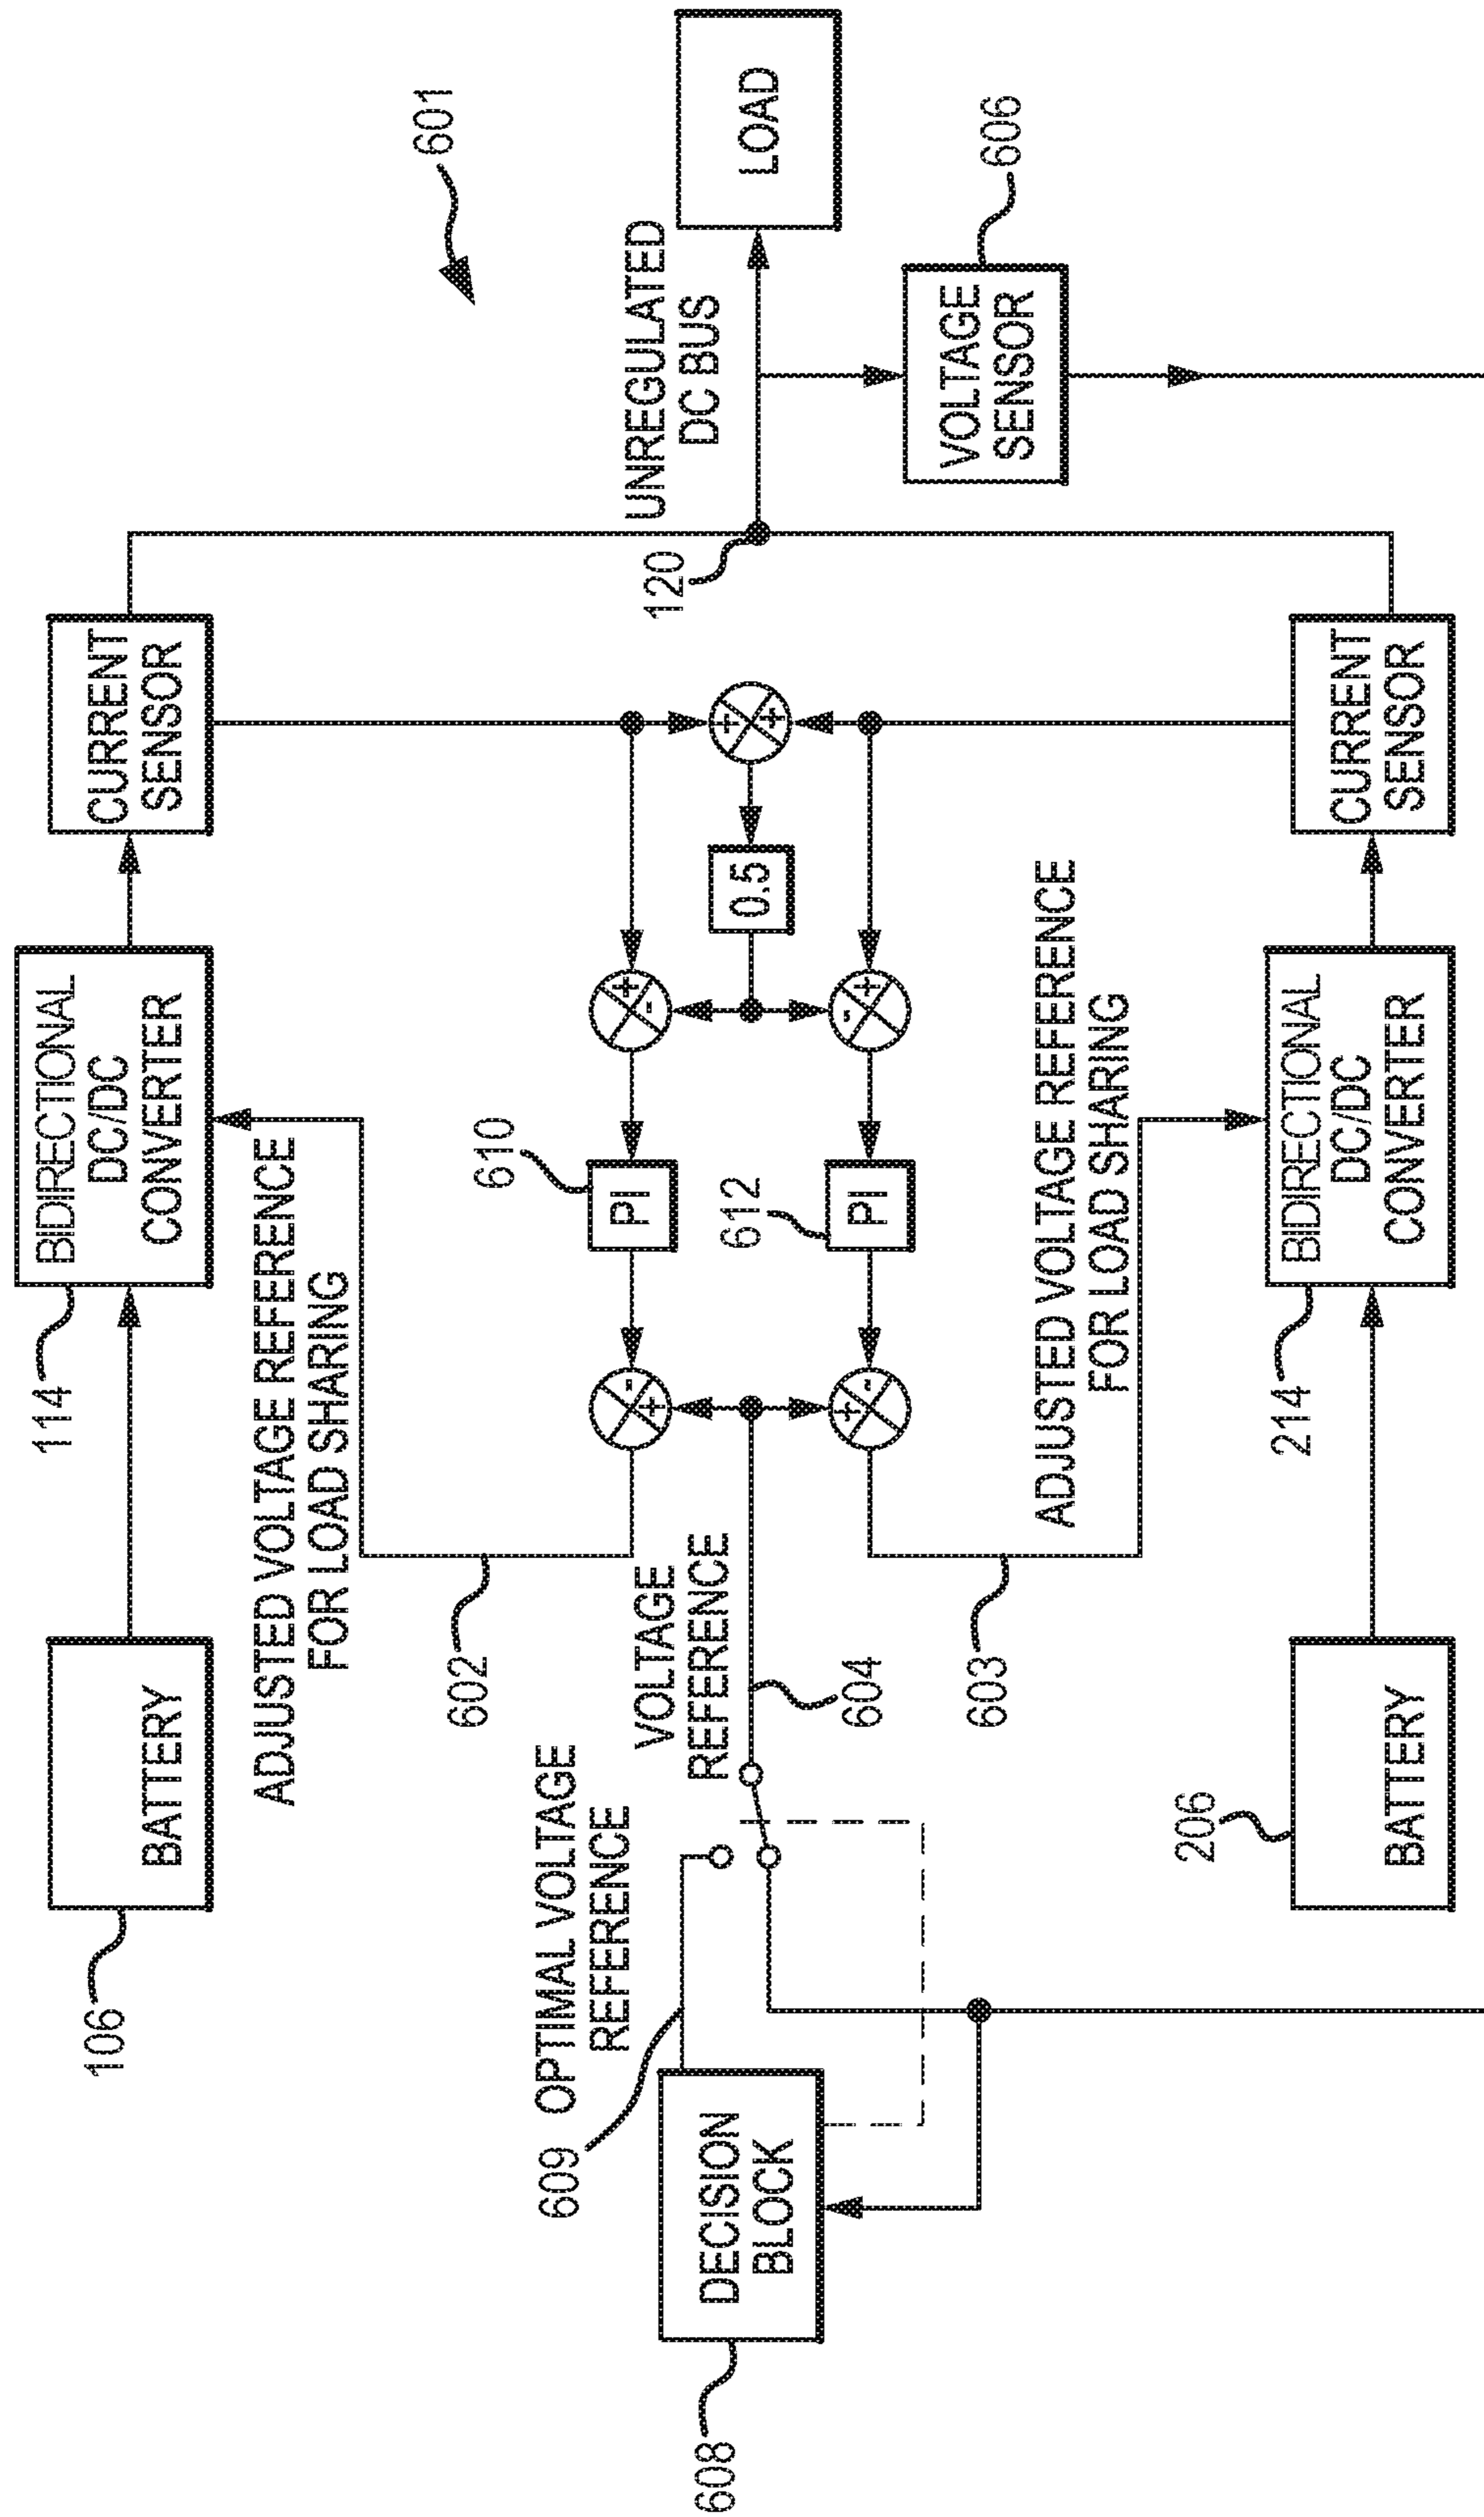 106
BATTERY
114
BIDIRECTIONAL
DC/DC
CONVERTER
CURRENT
SENSOR
601
ADJUSTED VOLTAGE REFERENCE
FOR LOAD SHARING
602
610
PI
+
-
-
+
609
OPTIMAL VOLTAGE
REFERENCE
VOLTAGE
REFERENCE
604
608
DECISION
BLOCK
0.5
+
+
120
UNREGULATED
DC BUS
LOAD
612
PI
-
+
+
-
603
VOLTAGE
SENSOR
606
ADJUSTED VOLTAGE REFERENCE
FOR LOAD SHARING
206
BATTERY
214
BIDIRECTIONAL
DC/DC
CONVERTER
CURRENT
SENSOR